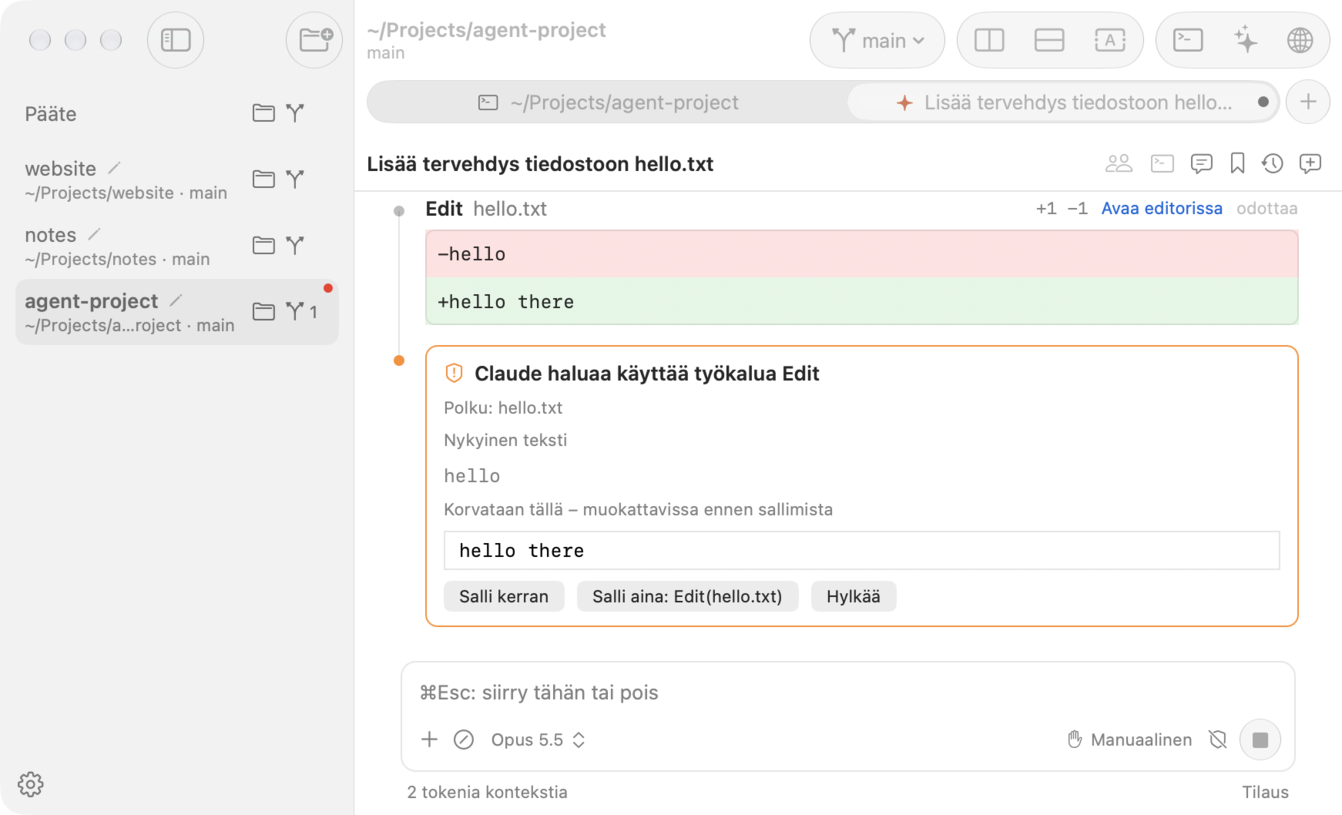 ~/Projects/agent-project
main
main
~/Projects/agent-project
Lisää tervehdys tiedostoon hello...
Pääte
website
~/Projects/website · main
notes
~/Projects/notes · main
agent-project
1
~/Projects/a...roject · main
Lisää tervehdys tiedostoon hello.txt
Edit hello.txt
+1 −1 Avaa editorissa odottaa
−hello
+hello there
Claude haluaa käyttää työkalua Edit
Polku: hello.txt
Nykyinen teksti
hello
Korvataan tällä – muokattavissa ennen sallimista
hello there
Salli kerran
Salli aina: Edit(hello.txt)
Hylkää
⌘Esc: siirry tähän tai pois
Opus 5.5
Manuaalinen
2 tokenia kontekstia
Tilaus